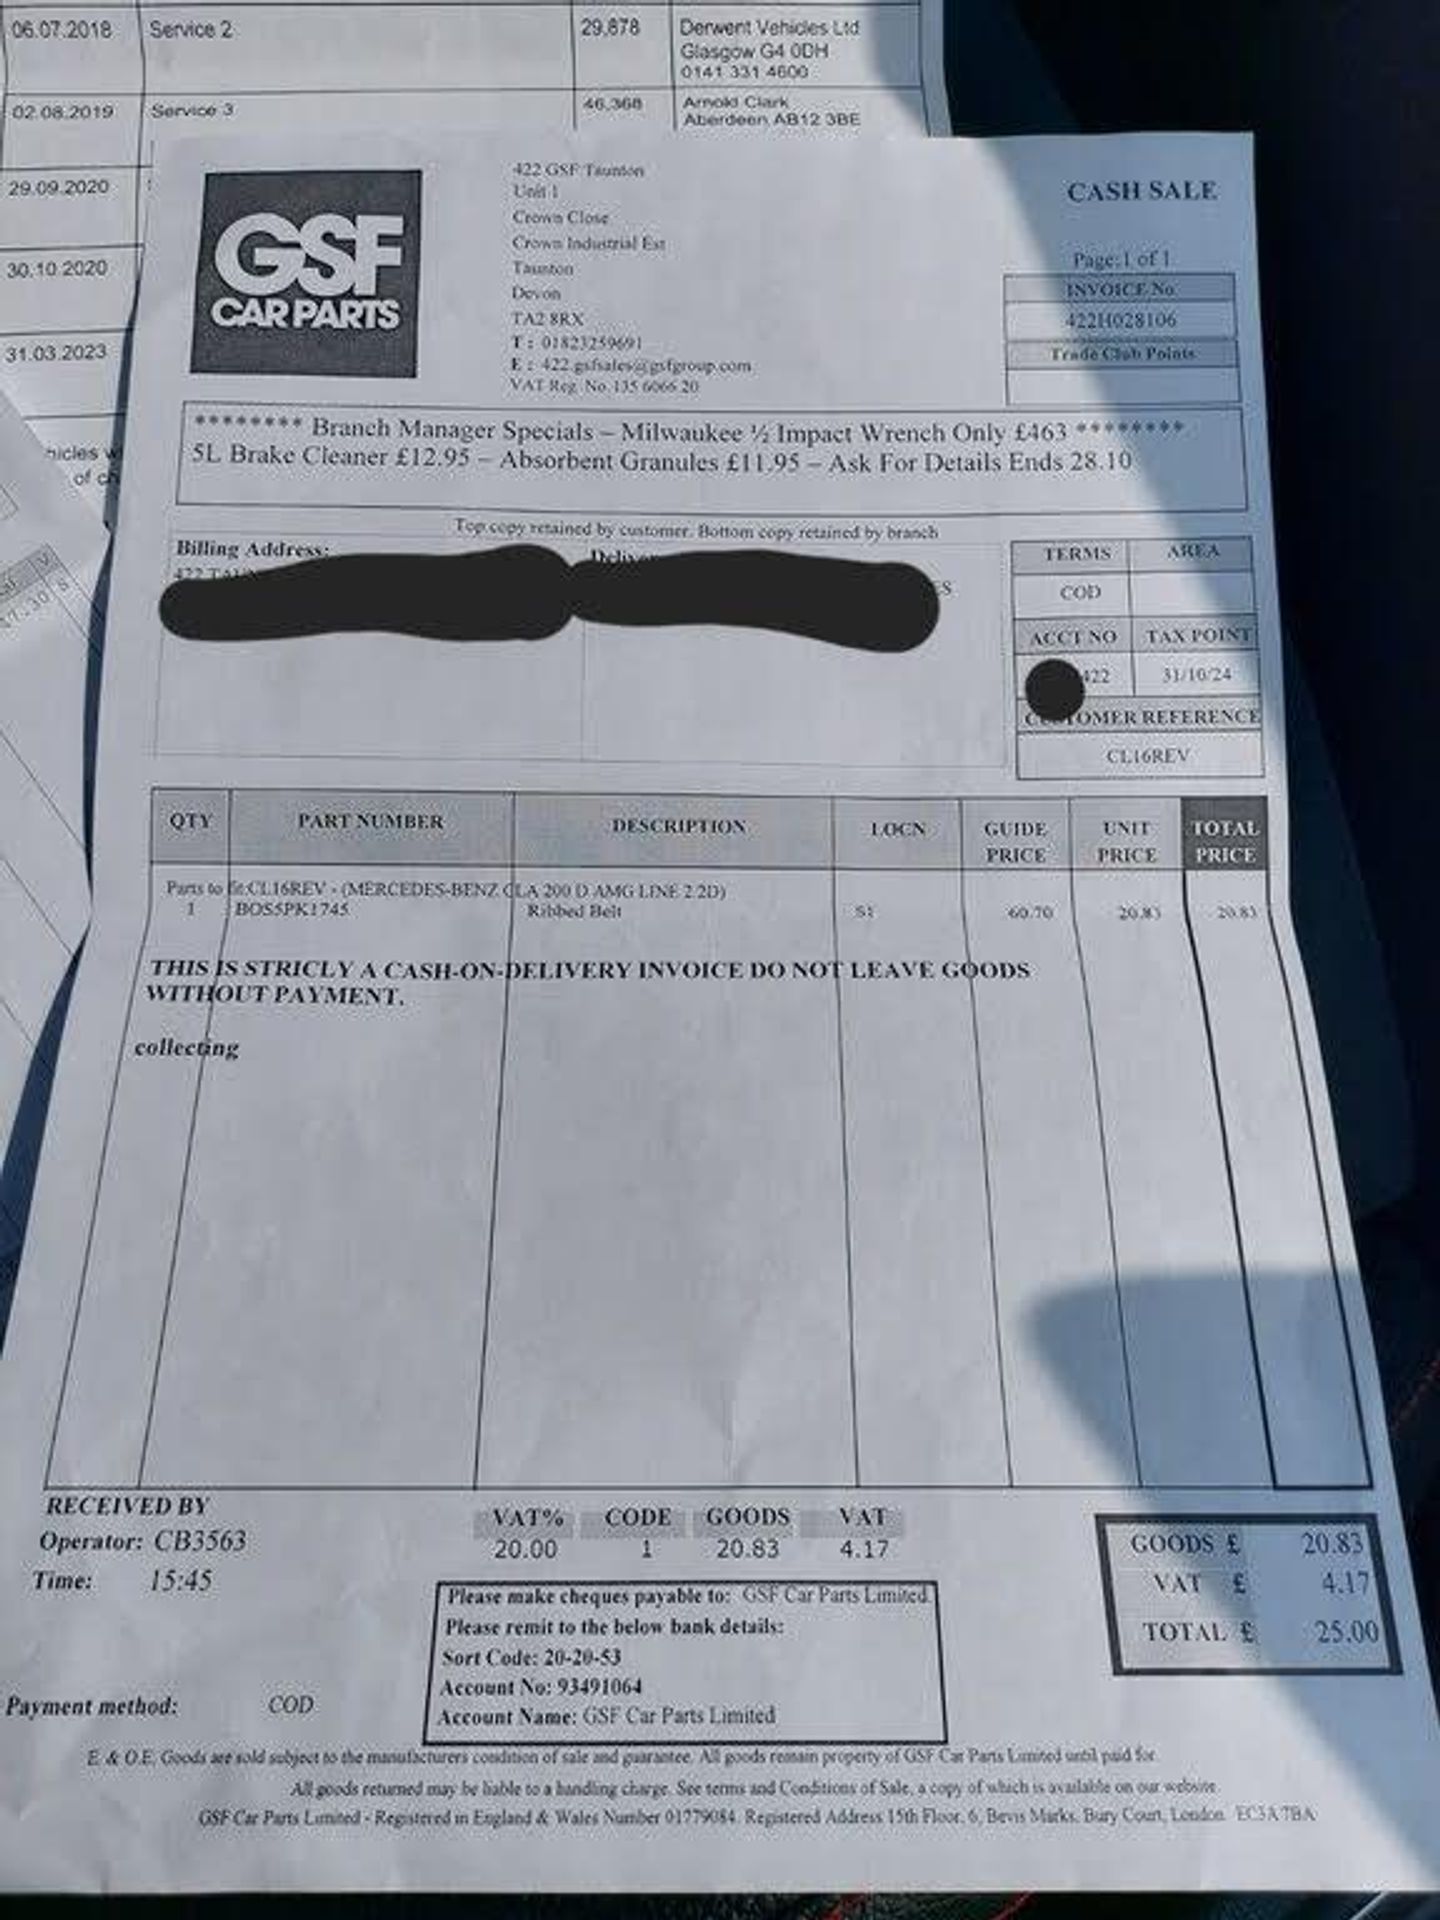 06.07.2018 Service 2 29,878 Derwent Vehicles Ltd
Glasgow G4 0DH
0141 331 4600
02.08.2019 Service 3 46,368 Arnold Clark
Aberdeen AB12 3BE
29.09.2020
30.10.2020
31.03.2023
of
GSF
CAR PARTS
422 GSF Taunton
Unit 1
Crown Close
Crown Industrial Est
Taunton
Devon
TA2 8RX
T: 01823259691
E: 422.gsfsales@gsfgroup.com
VAT Reg. No. 135 6066 20
CASH SALE
Page:1 of 1
INVOICE No
422H028106
Trade Club Points
******** Branch Manager Specials – Milwaukee ½ Impact Wrench Only £463 ********
5L Brake Cleaner £12.95 – Absorbent Granules £11.95 – Ask For Details Ends 28.10
Top copy retained by customer. Bottom copy retained by branch
Billing Address:
422
TERMS AREA
COD
ACCT NO TAX POINT
422 31/10/24
CUSTOMER REFERENCE
CL16REV
QTY PART NUMBER DESCRIPTION LOCN GUIDE PRICE UNIT PRICE TOTAL PRICE
Parts to fit:CL16REV - (MERCEDES-BENZ CLA 200 D AMG LINE 2.2D)
1 BOS5PK1745 Ribbed Belt S1 60.70 20.83 20.83
THIS IS STRICLY A CASH-ON-DELIVERY INVOICE DO NOT LEAVE GOODS
WITHOUT PAYMENT.
collecting
RECEIVED BY
Operator: CB3563
Time: 15:45
VAT% CODE GOODS VAT
20.00 1 20.83 4.17
GOODS £ 20.83
VAT £ 4.17
TOTAL £ 25.00
Please make cheques payable to: GSF Car Parts Limited.
Please remit to the below bank details:
Sort Code: 20-20-53
Account No: 93491064
Account Name: GSF Car Parts Limited
Payment method: COD
E. & O.E. Goods are sold subject to the manufacturers condition of sale and guarantee. All goods remain property of GSF Car Parts Limited until paid for.
All goods returned may be liable to a handling charge. See terms and Conditions of Sale, a copy of which is available on our website
GSF Car Parts Limited - Registered in England & Wales Number 01779084. Registered Address 15th Floor, 6, Bevis Marks, Bury Court, London. EC3A 7BA